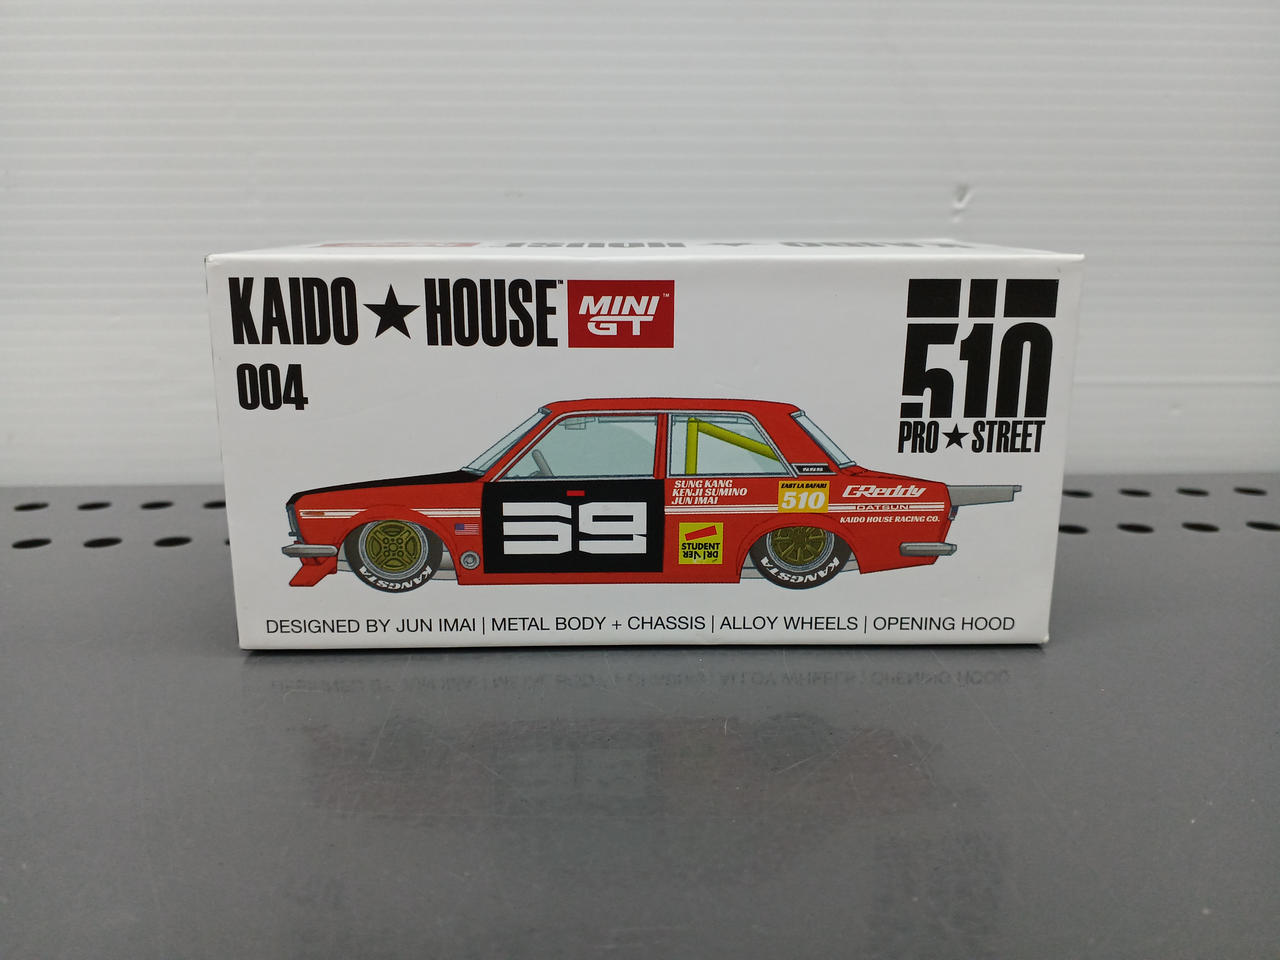 KAIDO★HOUSE™ MINI GT™
004
510
PRO★STREET
59
SUNG KANG
KENJI SUMINO
JUN IMAI
EAST LA SAFARI
510
GReddy
DATSUN
KAIDO HOUSE RACING CO.
STUDENT
DRIVER
KANGSTA
KANGSTA
DESIGNED BY JUN IMAI | METAL BODY + CHASSIS | ALLOY WHEELS | OPENING HOOD